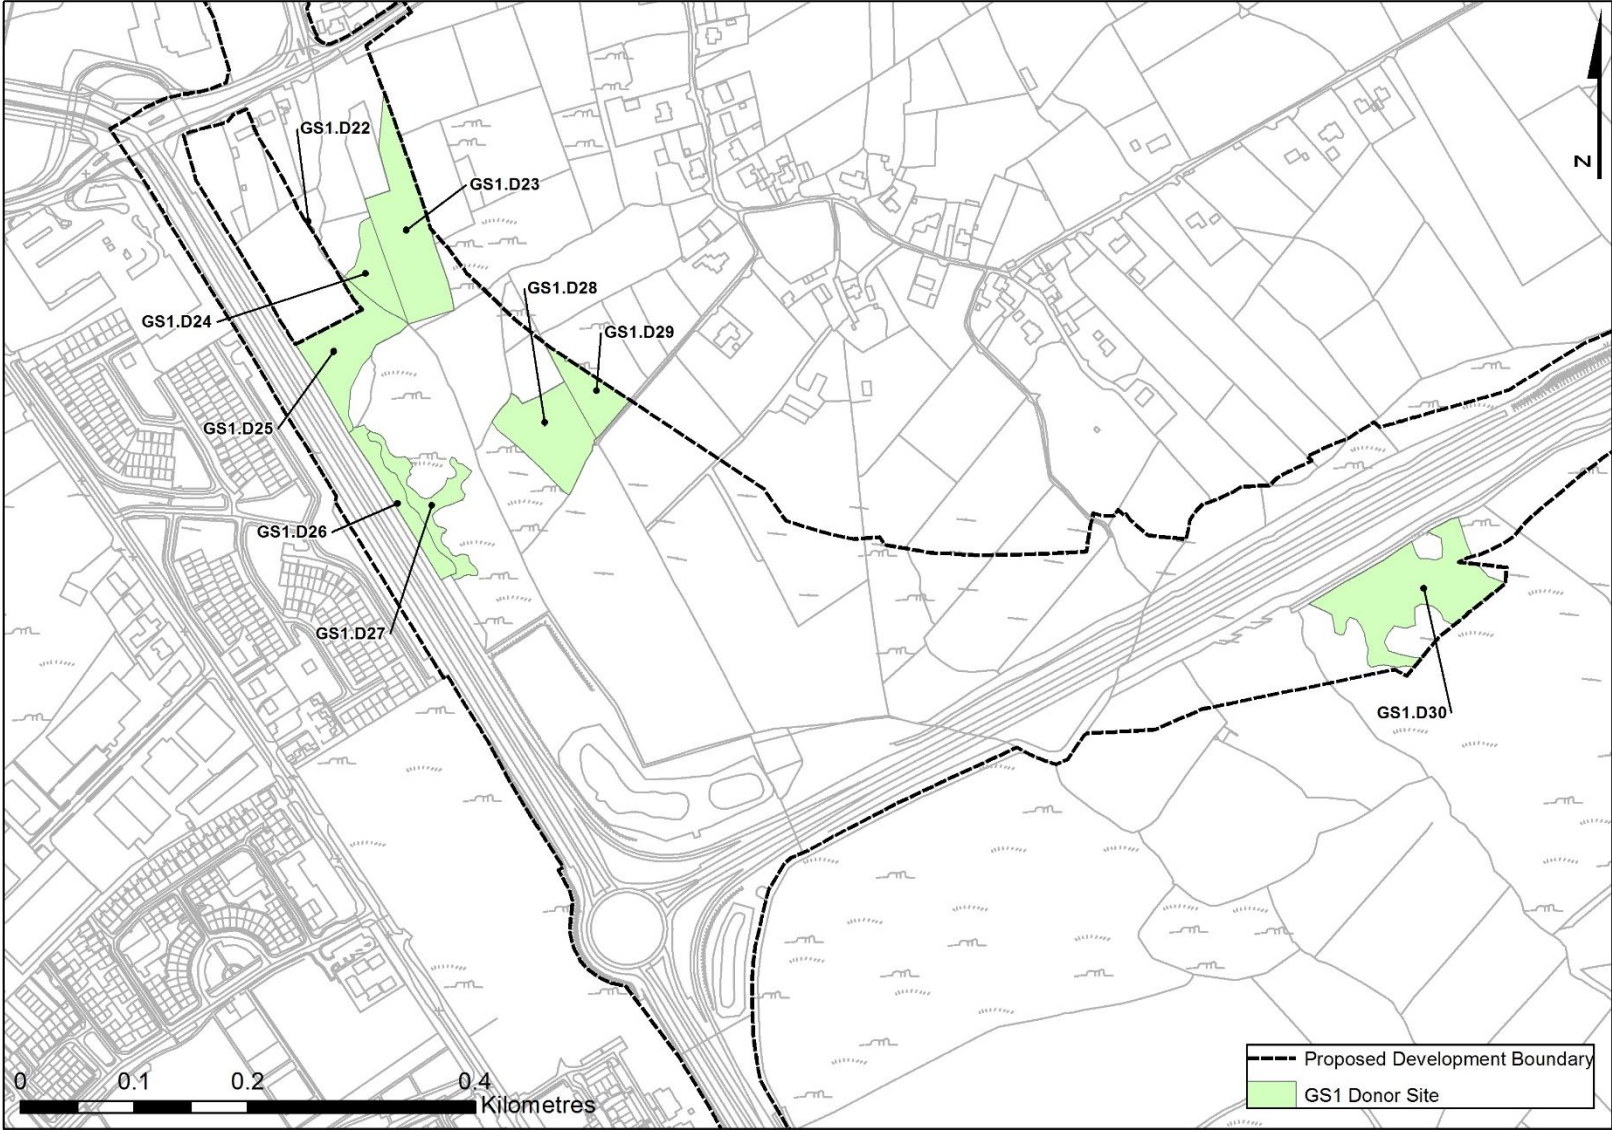 GS1.D22
GS1.D23
N
GS1.D28
GS1.D24
GS1.D29
GS1.D25
GS1.D26
GS1.D27
GS1.D30
Proposed Development Boundary
GS1 Donor Site
0 0.1 0.2 0.4
Kilometres